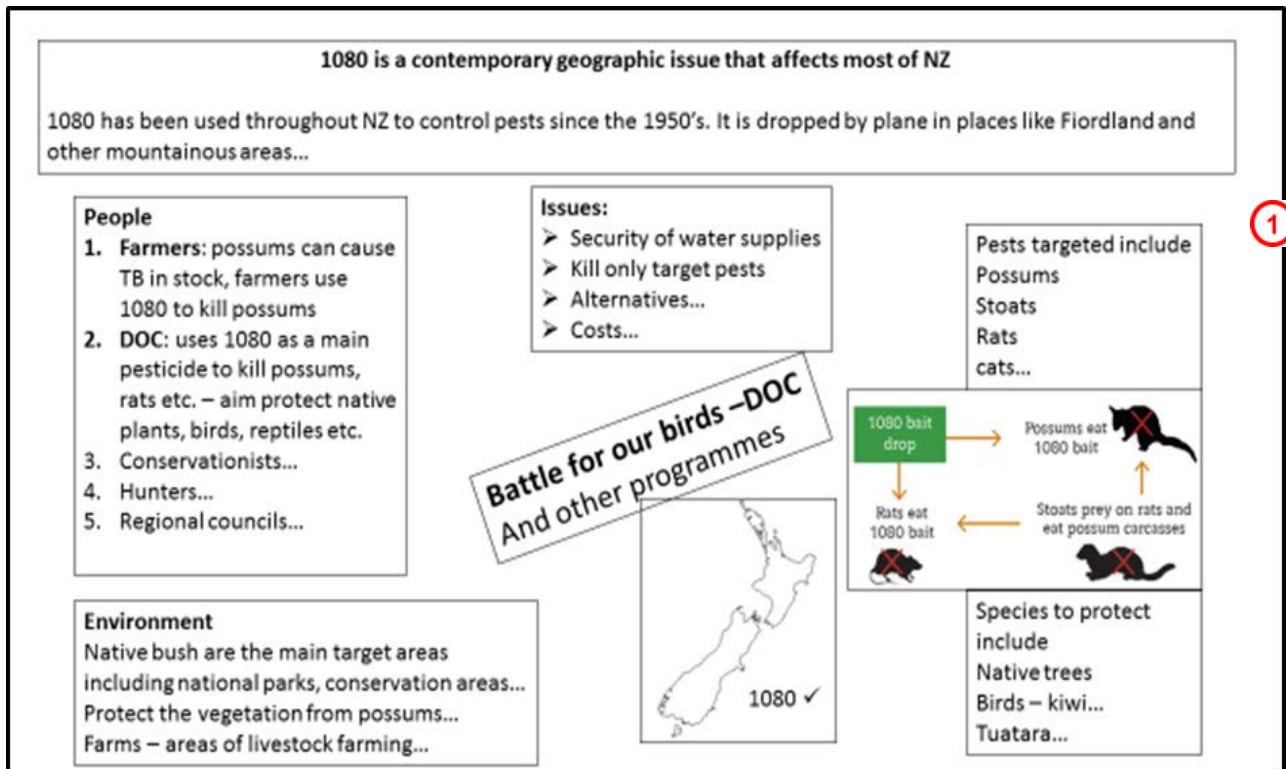 1080 is a contemporary geographic issue that affects most of NZ
1080 has been used throughout NZ to control pests since the 1950's. It is dropped by plane in places like Fiordland and
other mountainous areas...
People
1. Farmers: possums can cause
TB in stock, farmers use
1080 to kill possums
2. DOC: uses 1080 as a main
pesticide to kill possums,
rats etc. – aim protect native
plants, birds, reptiles etc.
3. Conservationists...
4. Hunters...
5. Regional councils...
Issues:
➤ Security of water supplies
➤ Kill only target pests
➤ Alternatives...
➤ Costs...
1
Pests targeted include
Possums
Stoats
Rats
cats...
Battle for our birds –DOC
And other programmes
1080 bait
drop
Possums eat
1080 bait
Rats eat
1080 bait
Stoats prey on rats and
eat possum carcasses
1080 ✓
Environment
Native bush are the main target areas
including national parks, conservation areas...
Protect the vegetation from possums...
Farms – areas of livestock farming...
Species to protect
include
Native trees
Birds – kiwi...
Tuatara...